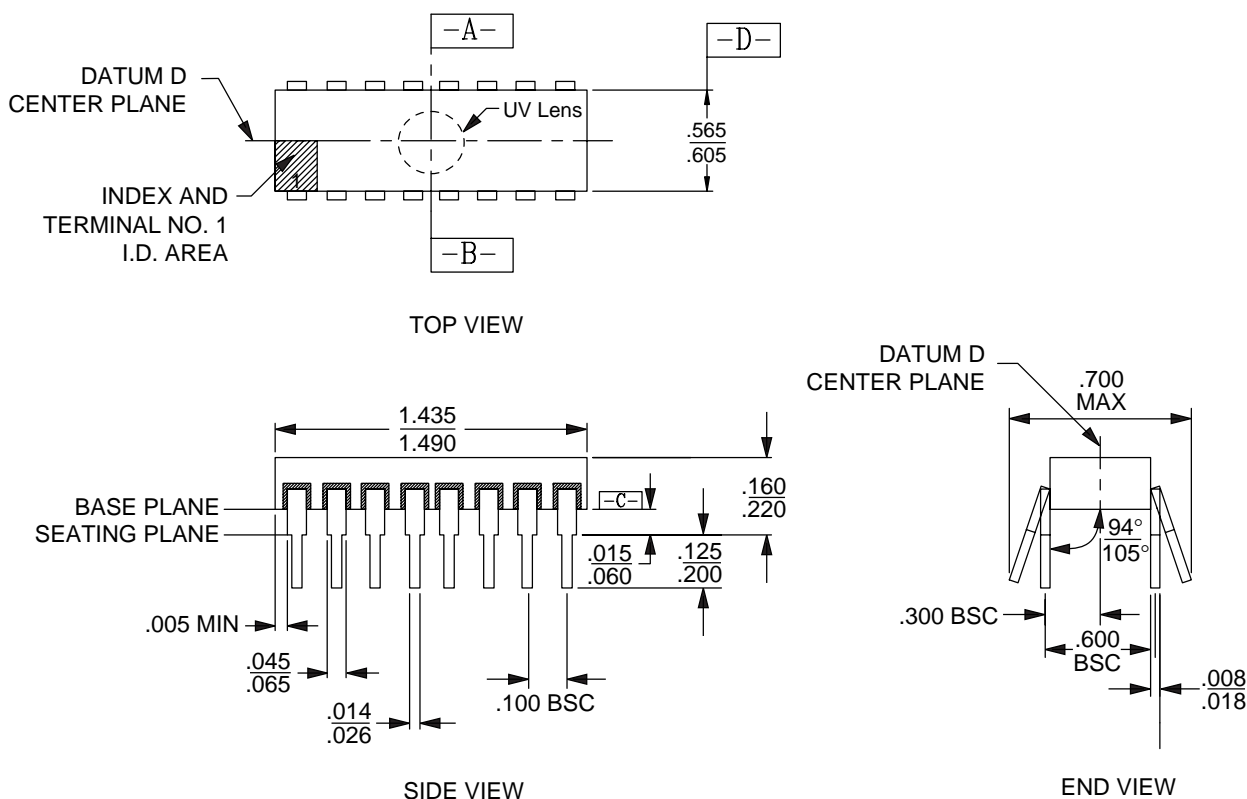 -A-
-D-
DATUM D
CENTER PLANE
UV Lens
.565
.605
1
INDEX AND
TERMINAL NO. 1
I.D. AREA
-B-
TOP VIEW
DATUM D
CENTER PLANE
.700
MAX
1.435
1.490
BASE PLANE
SEATING PLANE
-C-
.160
.220
.015
.060
.125
.200
94°
105°
.005 MIN
.300 BSC
.600
BSC
.045
.065
.014
.026
.100 BSC
.008
.018
SIDE VIEW
END VIEW